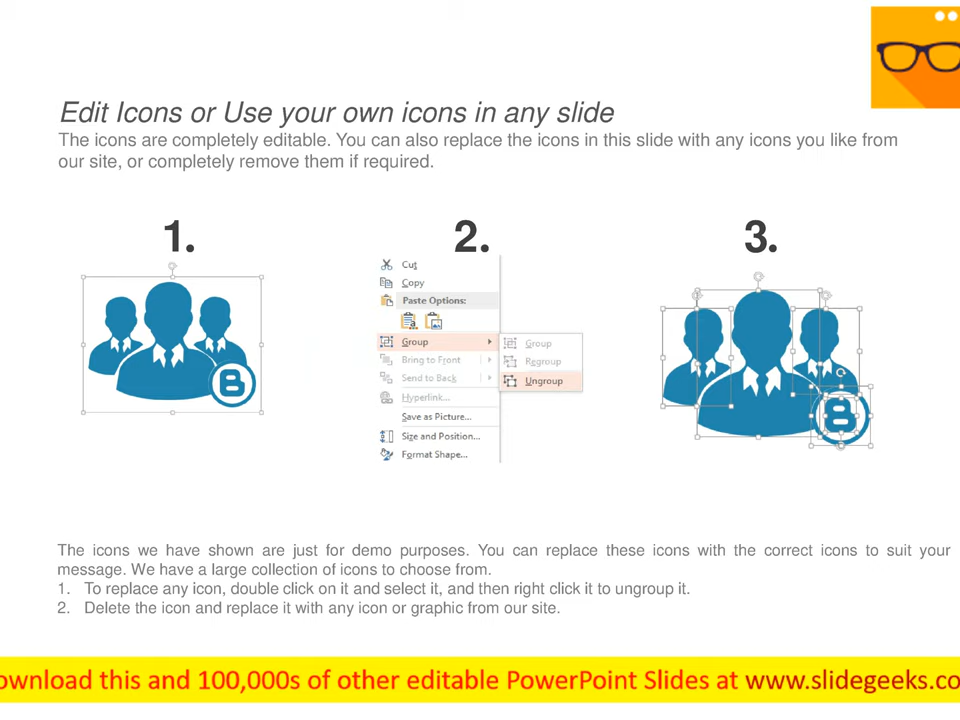 Edit Icons or Use your own icons in any slide
The icons are completely editable. You can also replace the icons in this slide with any icons you like from
our site, or completely remove them if required.
1.
2.
3.
Cut
Copy
Paste Options:
a
Group
Bring to Front
Send to Back
Hyperlink...
Save as Picture...
Size and Position...
Format Shape...
Group
Regroup
Ungroup
B
B
The icons we have shown are just for demo purposes. You can replace these icons with the correct icons to suit your
message. We have a large collection of icons to choose from.
1. To replace any icon, double click on it and select it, and then right click it to ungroup it.
2. Delete the icon and replace it with any icon or graphic from our site.
ownload this and 100,000s of other editable PowerPoint Slides at www.slidegeeks.co